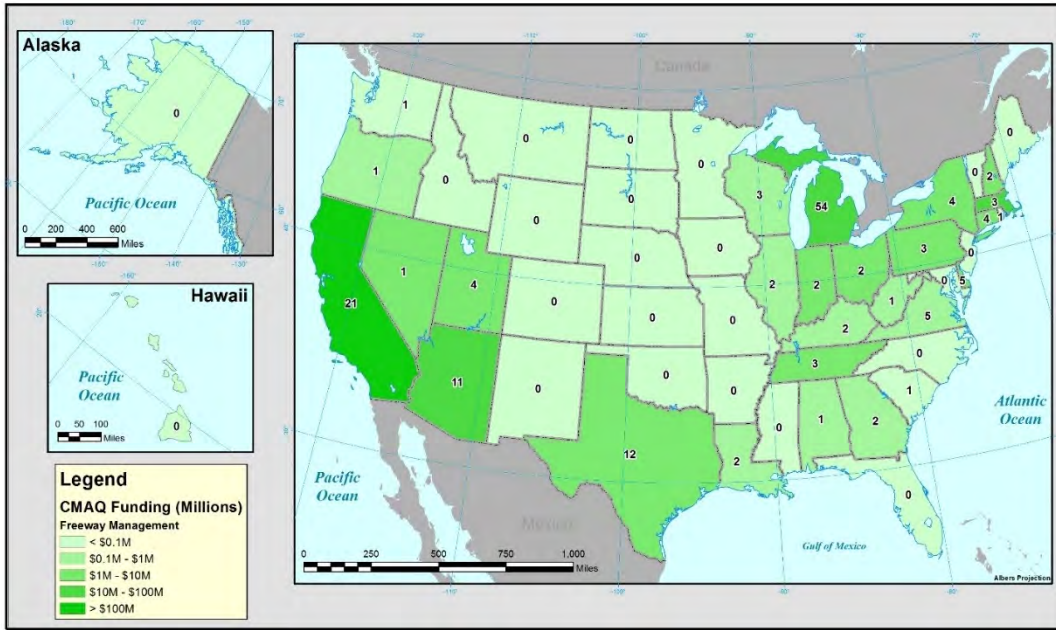 Alaska
0
Pacific Ocean
0 100 200 400 600
Miles
Hawaii
Pacific
Ocean
0
0 50 100
Miles
Legend
CMAQ Funding (Millions)
Freeway Management
< $0.1M
$0.1M - $1M
$1M - $10M
$10M - $100M
> $100M
Canada
1
0
0
0
0
0
2
1
0
0
0
3
54
4
3
4
1
0
0
3
0
1
4
0
0
2
2
2
1
0
5
21
0
0
0
2
5
11
0
0
0
3
0
1
12
2
0
1
2
0
Pacific
Ocean
Mexico
Atlantic
Ocean
Gulf of Mexico
0 250 500 750 1,000
Miles
Albers Projection